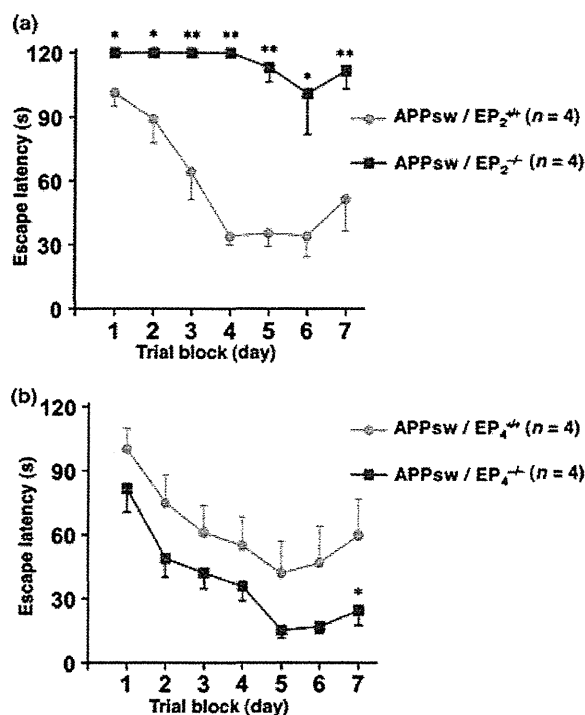 (a)
* * ** ** ** * **
120
90
60
30
0
Escape latency (s)
1 2 3 4 5 6 7
Trial block (day)
APPsw / EP₂⁺/⁺ (n = 4)
APPsw / EP₂⁻/⁻ (n = 4)
(b)
120
90
60
30
0
Escape latency (s)
*
1 2 3 4 5 6 7
Trial block (day)
APPsw / EP₄⁺/⁺ (n = 4)
APPsw / EP₄⁻/⁻ (n = 4)